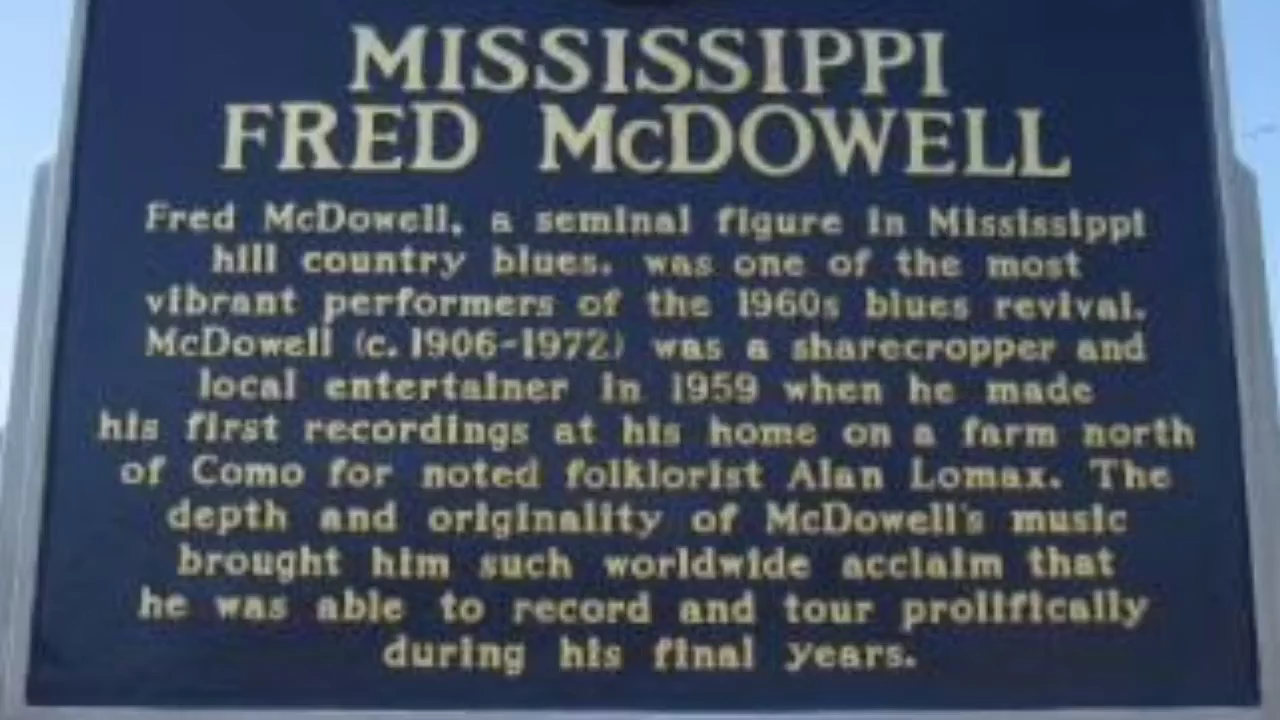 MISSISSIPPI
FRED McDOWELL
Fred McDowell, a seminal figure in Mississippi
hill country blues, was one of the most
vibrant performers of the 1960s blues revival.
McDowell (c. 1906-1972) was a sharecropper and
local entertainer in 1959 when he made
his first recordings at his home on a farm north
of Como for noted folklorist Alan Lomax. The
depth and originality of McDowell's music
brought him such worldwide acclaim that
he was able to record and tour prolifically
during his final years.